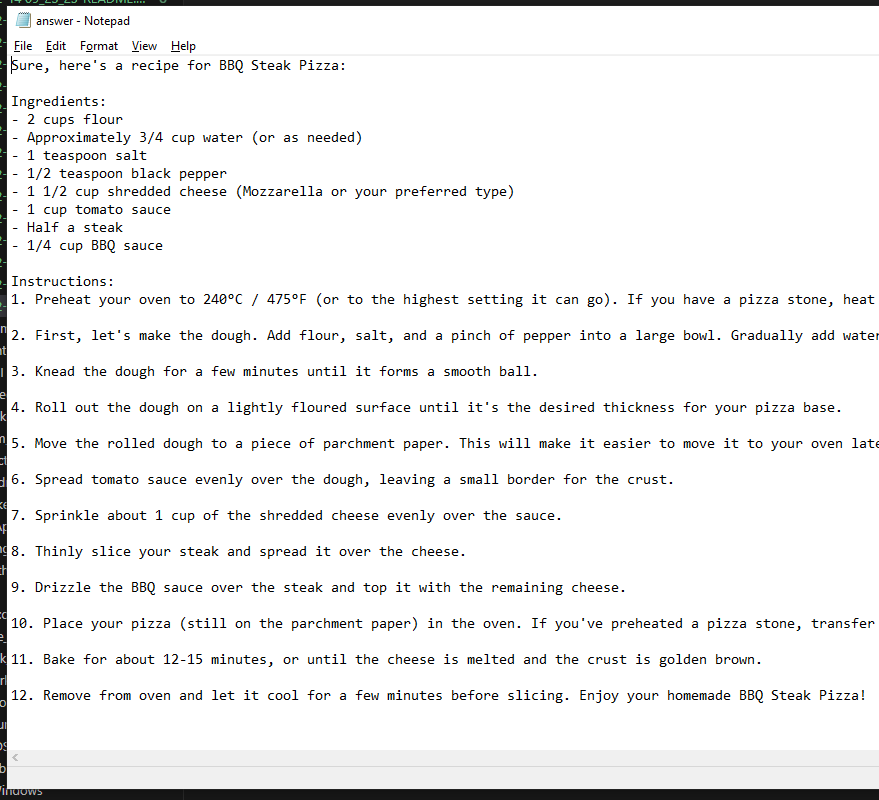 answer - Notepad
File Edit Format View Help
Sure, here's a recipe for BBQ Steak Pizza:
Ingredients:
- 2 cups flour
- Approximately 3/4 cup water (or as needed)
- 1 teaspoon salt
- 1/2 teaspoon black pepper
- 1 1/2 cup shredded cheese (Mozzarella or your preferred type)
- 1 cup tomato sauce
- Half a steak
- 1/4 cup BBQ sauce
Instructions:
1. Preheat your oven to 240°C / 475°F (or to the highest setting it can go). If you have a pizza stone, heat
2. First, let's make the dough. Add flour, salt, and a pinch of pepper into a large bowl. Gradually add water
3. Knead the dough for a few minutes until it forms a smooth ball.
4. Roll out the dough on a lightly floured surface until it's the desired thickness for your pizza base.
5. Move the rolled dough to a piece of parchment paper. This will make it easier to move it to your oven late
6. Spread tomato sauce evenly over the dough, leaving a small border for the crust.
7. Sprinkle about 1 cup of the shredded cheese evenly over the sauce.
8. Thinly slice your steak and spread it over the cheese.
9. Drizzle the BBQ sauce over the steak and top it with the remaining cheese.
10. Place your pizza (still on the parchment paper) in the oven. If you've preheated a pizza stone, transfer
11. Bake for about 12-15 minutes, or until the cheese is melted and the crust is golden brown.
12. Remove from oven and let it cool for a few minutes before slicing. Enjoy your homemade BBQ Steak Pizza!